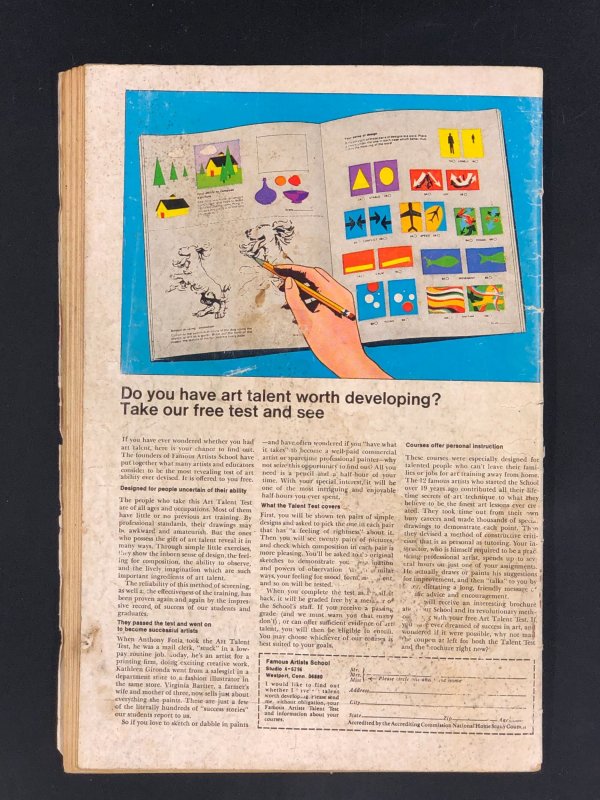 Do you have art talent worth developing?
Take our free test and see
If you have ever wondered whether you had
art talent, here is your chance to find out.
The founders of Famous Artists School have
put together what many artists and educators
consider to be the most revealing test of art
ability ever devised. It is offered to you free.
Designed for people uncertain of their ability
The people who take this Art Talent Test
are of all ages and occupations. Most of them
have little or no previous art training. By
professional standards, their drawings may
be awkward and amateurish. But the ones
who possess the gift of art talent reveal it in
many ways. Through simple little exercises,
they show the inborn sense of design, the feel-
ing for composition, the ability to observe,
and the lively imagination which are such
important ingredients of art talent.
The reliability of this method of screening,
as well as the effectiveness of the training, has
been proven again and again by the impres-
sive record of success of our students and
graduates.
They passed the test and went on
to become successful artists
When Anthony Fotia took the Art Talent
Test, he was a mail clerk, "stuck" in a low-
pay routine job. Today, he's an artist for a
printing firm, doing exciting creative work.
Kathleen Gironda went from a salesgirl in a
department store to a fashion illustrator in
the same store. Virginia Bartter, a farmer's
wife and mother of three, now sells just about
everything she paints. These are just a few
of the literally hundreds of "success stories"
our students report to us.
So if you love to sketch or dabble in paints
—and have often wondered if you "have what
it takes" to become a well-paid commercial
artist or sparetime professional painter—why
not seize this opportunity to find out? All you
need is a pencil and a half-hour of your
time. With your special interest, it will be
one of the most intriguing and enjoyable
half-hours you ever spent.
What the Talent Test covers
First, you will be shown ten pairs of simple
designs and asked to pick the one in each pair
that has "a feeling of rightness" about it.
Then you will see twenty pairs of pictures,
and check which composition in each pair is
more pleasing. You'll be asked to do original
sketches to demonstrate your imagination
and powers of observation. In
ways, your feeling for mood, form,
and so on will be tested.
When you complete the test and mail it
back, it will be graded free by a member of
the School's staff. If you receive a passing
grade (and we must warn you that many
don't), or can offer sufficient evidence of art
talent, you will then be eligible to enroll.
You may choose whichever of our courses is
best suited to your goals.
Courses offer personal instruction
These courses were especially designed for
talented people who can't leave their fami-
lies or jobs for art training away from home.
The 12 famous artists who started the School
over 19 years ago contributed all their life-
time secrets of art technique to what they
believe to be the finest art lessons ever cre-
ated. They took time out from their own
busy careers and made thousands of special
drawings to demonstrate each point. Then
they devised a method of constructive criti-
cism that is as personal as tutoring. Your in-
structor, who is himself required to be a prac-
ticing professional artist, spends up to sev-
eral hours on just one of your assignments.
He actually draws or paints his suggestions
for improvement, and then "talks" to you by
dictating a long, friendly message of
advice and encouragement.
will receive an interesting brochure
School and its revolutionary meth-
with your free Art Talent Test. If
you ever dreamed of success in art, and
wondered if it were possible, why not mail
the coupon at left for both the Talent Test
and the brochure right now?
Famous Artists School
Studio
Westport, Conn. 06880
I would like to find out
whether I have art talent
worth developing. Please send
me, without obligation, your
Famous Artists Talent Test
and information about your
courses.
Mr.
Mrs.
Miss
Please circle one and print name
Address
City
State Zip Age
Accredited by the Accrediting Commission National Home Study Council